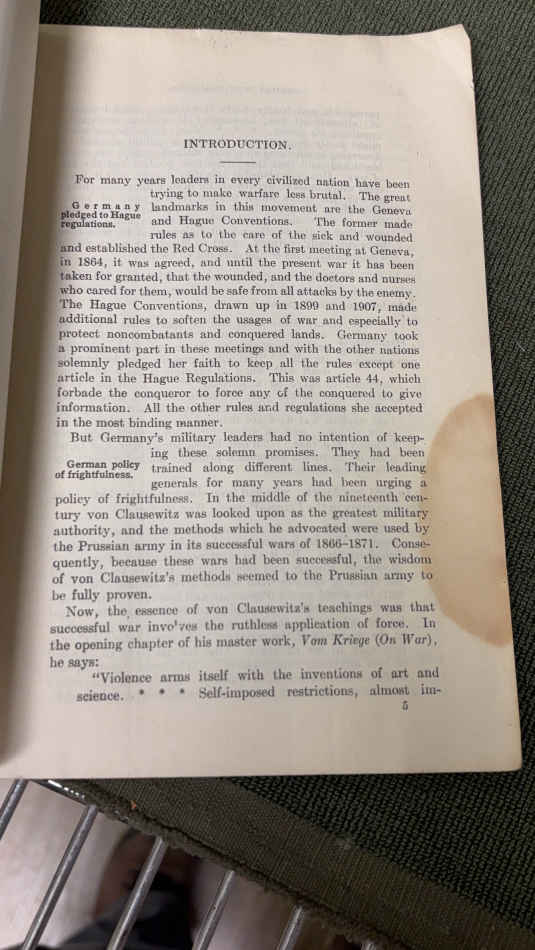 INTRODUCTION.
For many years leaders in every civilized nation have been
trying to make warfare less brutal. The great
Germany
pledged to Hague
regulations.
landmarks in this movement are the Geneva
and Hague Conventions. The former made
rules as to the care of the sick and wounded
and established the Red Cross. At the first meeting at Geneva,
in 1864, it was agreed, and until the present war it has been
taken for granted, that the wounded, and the doctors and nurses
who cared for them, would be safe from all attacks by the enemy.
The Hague Conventions, drawn up in 1899 and 1907, made
additional rules to soften the usages of war and especially to
protect noncombatants and conquered lands. Germany took
a prominent part in these meetings and with the other nations
solemnly pledged her faith to keep all the rules except one
article in the Hague Regulations. This was article 44, which
forbade the conqueror to force any of the conquered to give
information. All the other rules and regulations she accepted
in the most binding manner.
But Germany's military leaders had no intention of keep-
ing these solemn promises. They had been
German policy
of frightfulness.
trained along different lines. Their leading
generals for many years had been urging a
policy of frightfulness. In the middle of the nineteenth cen-
tury von Clausewitz was looked upon as the greatest military
authority, and the methods which he advocated were used by
the Prussian army in its successful wars of 1866–1871. Conse-
quently, because these wars had been successful, the wisdom
of von Clausewitz's methods seemed to the Prussian army to
be fully proven.
Now, the essence of von Clausewitz's teachings was that
successful war involves the ruthless application of force. In
the opening chapter of his master work, Vom Kriege (On War),
he says:
"Violence arms itself with the inventions of art and
science. * * * Self-imposed restrictions, almost im-
5